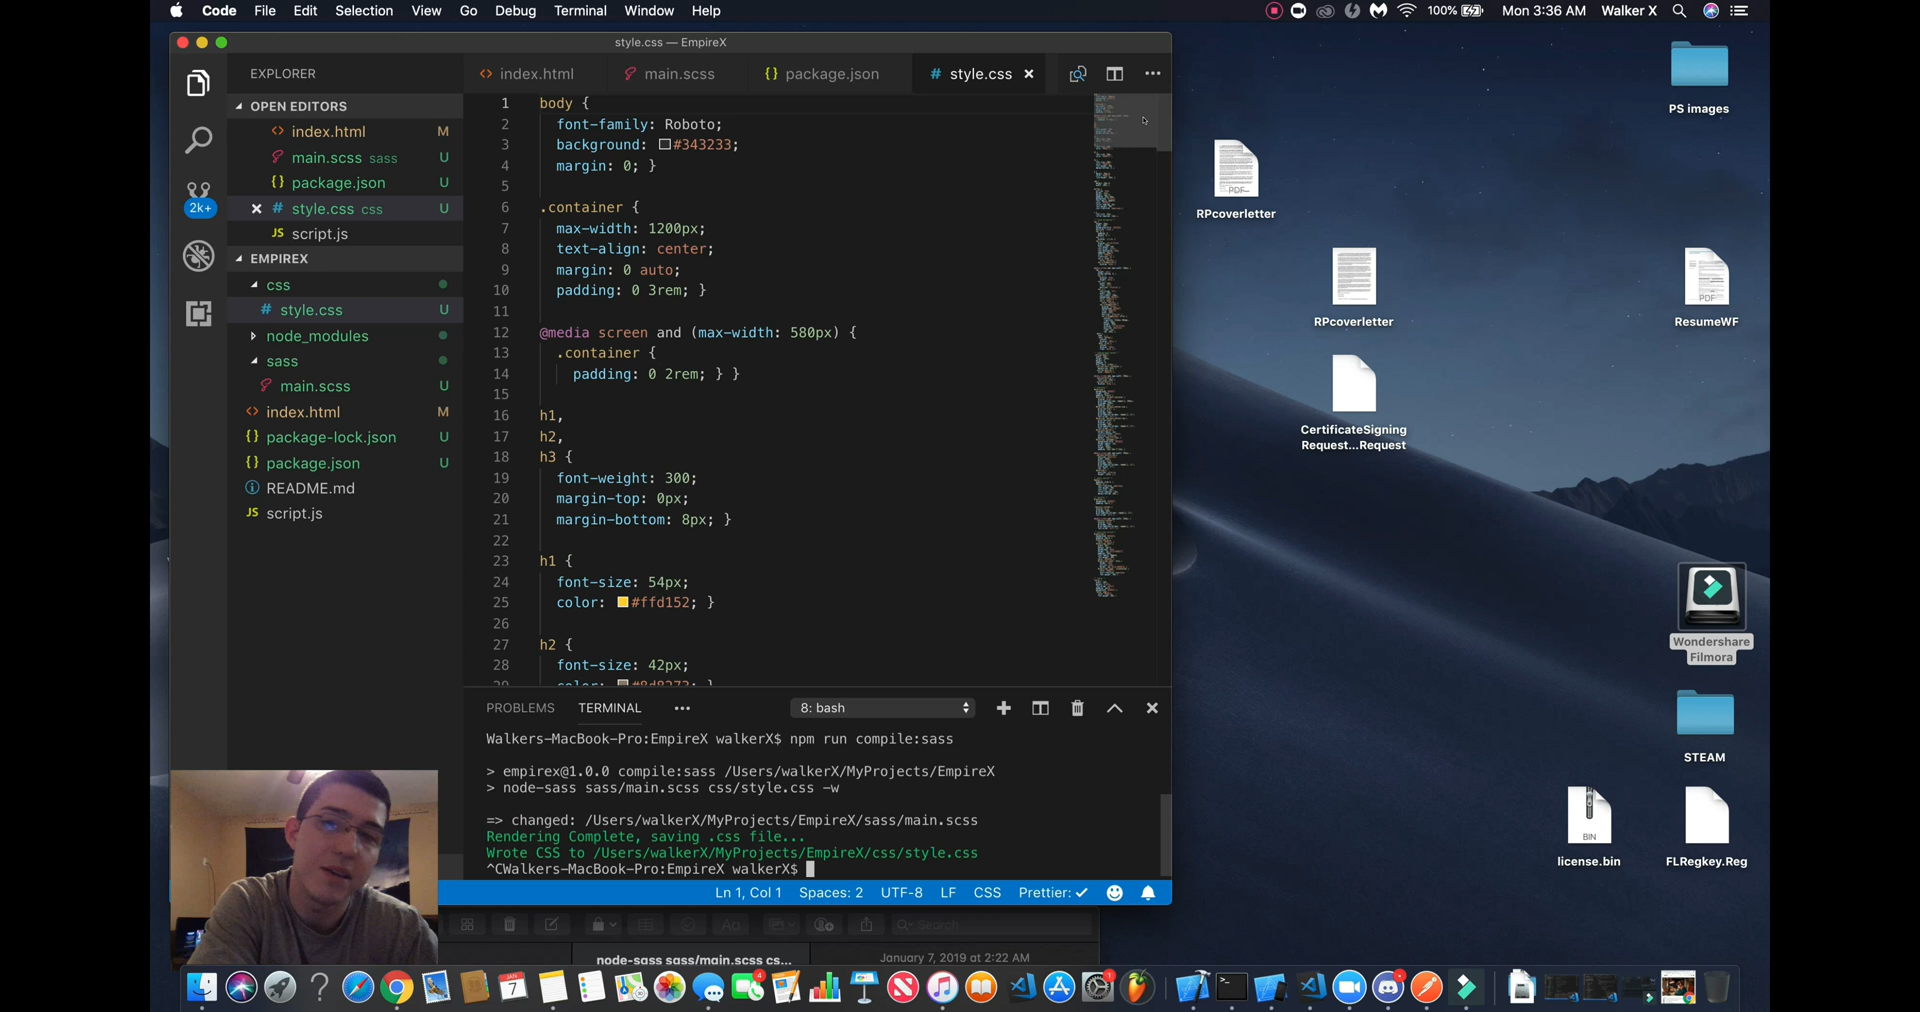 Code File Edit Selection View Go Debug Terminal Window Help
100% Mon 3:36 AM Walker X
style.css — EmpireX
EXPLORER
OPEN EDITORS
index.html M
main.scss sass U
package.json U
style.css css U
script.js
EMPIREX
css
style.css U
node_modules
sass
main.scss U
index.html M
package-lock.json U
package.json U
README.md
script.js
2k+
index.html main.scss package.json style.css
1 body {
2 font-family: Roboto;
3 background: #343233;
4 margin: 0; }
5
6 .container {
7 max-width: 1200px;
8 text-align: center;
9 margin: 0 auto;
10 padding: 0 3rem; }
11
12 @media screen and (max-width: 580px) {
13 .container {
14 padding: 0 2rem; } }
15
16 h1,
17 h2,
18 h3 {
19 font-weight: 300;
20 margin-top: 0px;
21 margin-bottom: 8px; }
22
23 h1 {
24 font-size: 54px;
25 color: #ffd152; }
26
27 h2 {
28 font-size: 42px;
PROBLEMS TERMINAL 8: bash
Walkers-MacBook-Pro:EmpireX walkerX$ npm run compile:sass
> empirex@1.0.0 compile:sass /Users/walkerX/MyProjects/EmpireX
> node-sass sass/main.scss css/style.css -w
=> changed: /Users/walkerX/MyProjects/EmpireX/sass/main.scss
Rendering Complete, saving .css file...
Wrote CSS to /Users/walkerX/MyProjects/EmpireX/css/style.css
^CWalkers-MacBook-Pro:EmpireX walkerX$
Ln 1, Col 1 Spaces: 2 UTF-8 LF CSS Prettier: ✓
Search
node-sass sass/main.scss cs...
January 7, 2019 at 2:22 AM
PS images
PDF
RPcoverletter
RPcoverletter
PDF
ResumeWF
CertificateSigning
Request...Request
Wondershare
Filmora
STEAM
BIN
license.bin
FLRegkey.Reg
JAN
7
4
1